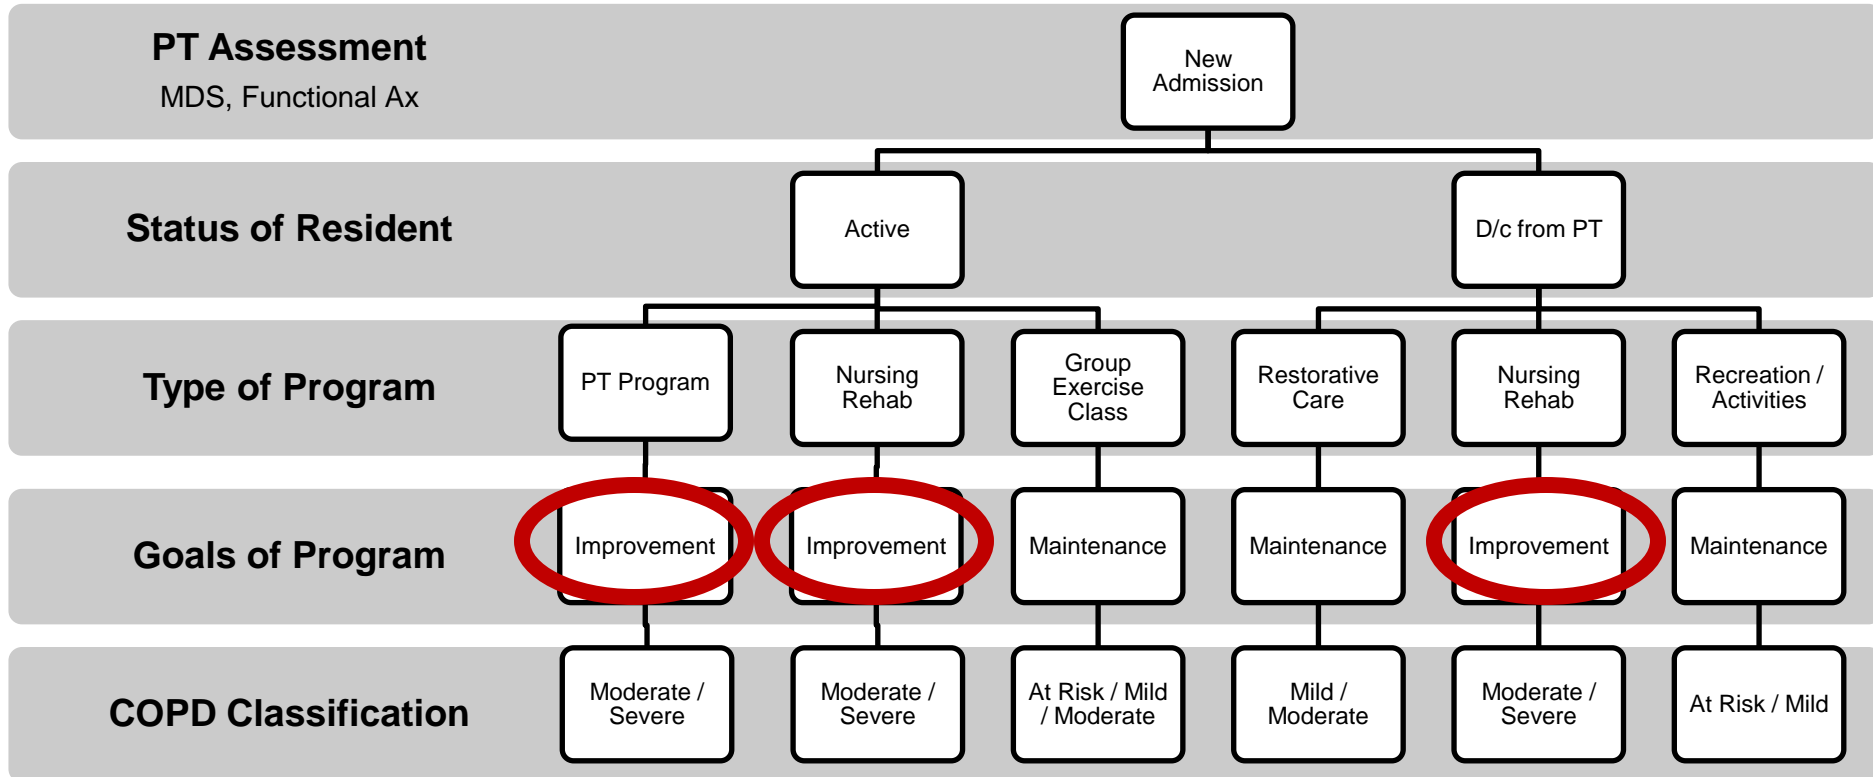 PT Assessment
MDS, Functional Ax
New
Admission
Status of Resident
Active
D/c from PT
Type of Program
PT Program
Nursing
Rehab
Group
Exercise
Class
Restorative
Care
Nursing
Rehab
Recreation /
Activities
Goals of Program
Improvement
Improvement
Maintenance
Maintenance
Improvement
Maintenance
COPD Classification
Moderate /
Severe
Moderate /
Severe
At Risk / Mild
/ Moderate
Mild /
Moderate
Moderate /
Severe
At Risk / Mild